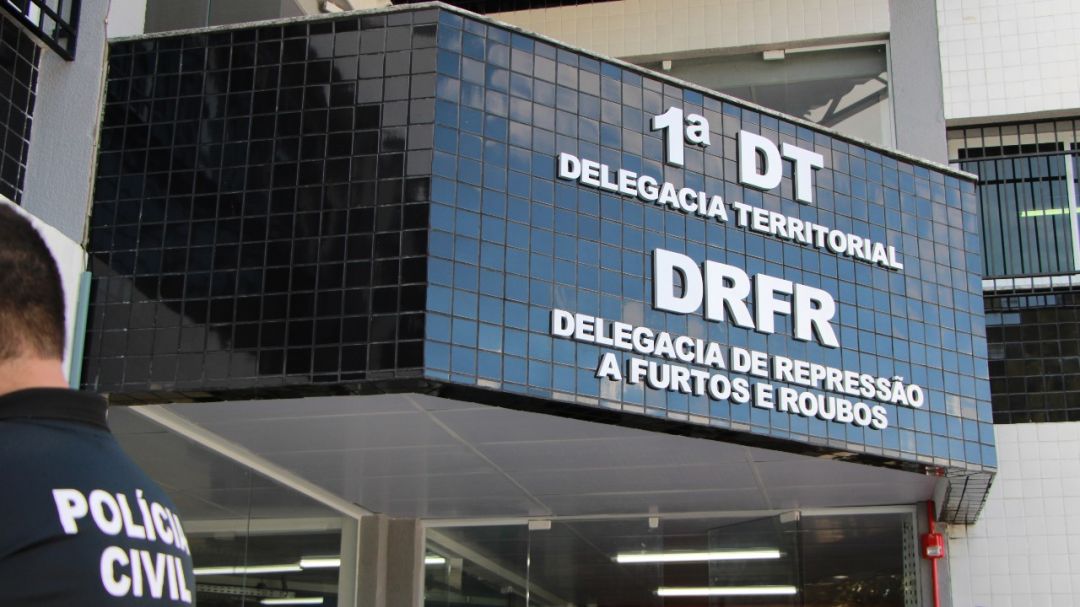 1ª DT
DELEGACIA TERRITORIAL
DRFR
DELEGACIA DE REPRESSÃO
A FURTOS E ROUBOS
POLÍCIA
CIVIL